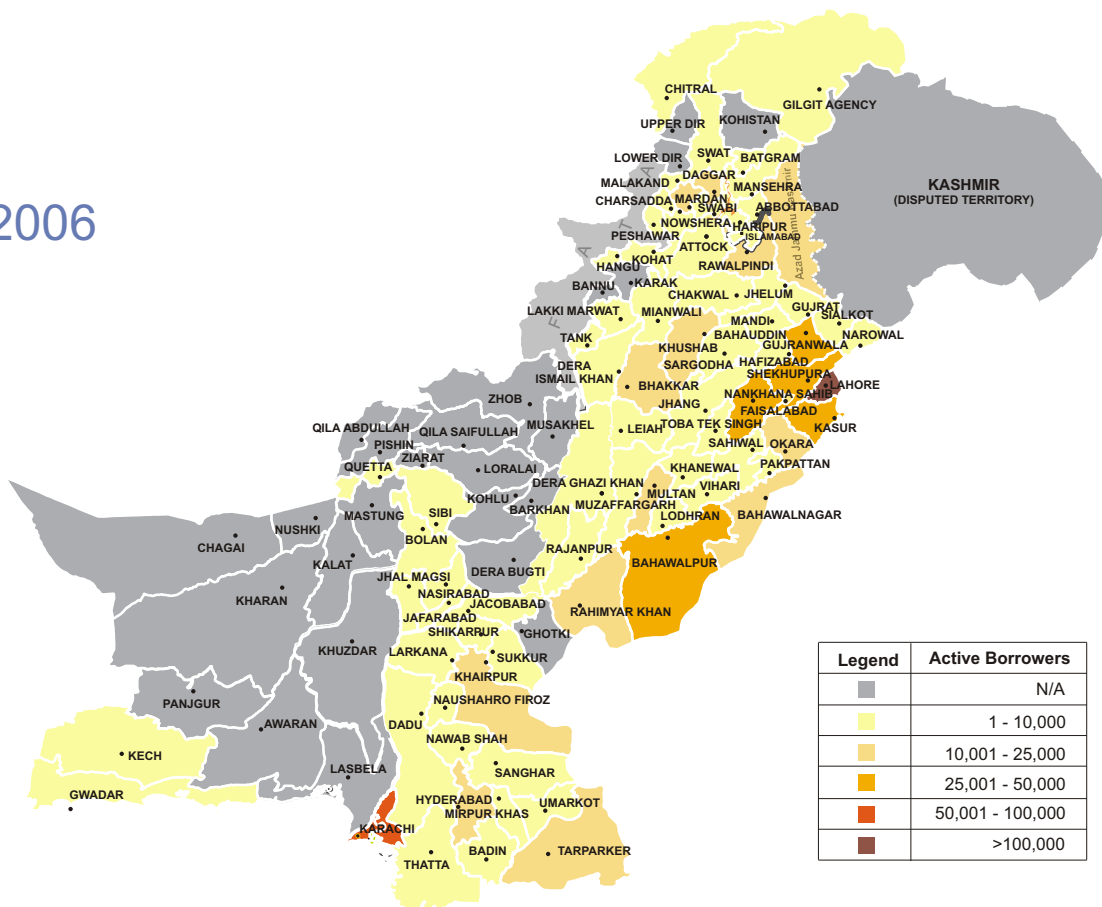 2006
CHITRAL
GILGIT AGENCY
UPPER DIR
KOHISTAN
LOWER DIR
SWAT
BATGRAM
DAGGAR
MALAKAND
MANSEHRA
KASHMIR
(DISPUTED TERRITORY)
CHARSADDA
MARDAN
SWABI
ABBOTTABAD
NOWSHERA
HARIPUR
ISLAMABAD
PESHAWAR
ATTOCK
Azad Jammu Kashmir
F A T A
KOHAT
HANGU
RAWALPINDI
BANNU
KARAK
CHAKWAL
JHELUM
LAKKI MARWAT
MIANWALI
GUJRAT
SIALKOT
MANDI
BAHAUDDIN
NAROWAL
TANK
KHUSHAB
GUJRANWALA
DERA
ISMAIL KHAN
SARGODHA
HAFIZABAD
SHEKHUPURA
BHAKKAR
LAHORE
ZHOB
NANKHANA SAHIB
JHANG
FAISALABAD
QILA ABDULLAH
QILA SAIFULLAH
MUSAKHEL
LEIAH
TOBA TEK SINGH
KASUR
PISHIN
SAHIWAL
OKARA
ZIARAT
QUETTA
LORALAI
KHANEWAL
PAKPATTAN
DERA GHAZI KHAN
MULTAN
VIHARI
KOHLU
BARKHAN
MUZAFFARGARH
MASTUNG
SIBI
LODHRAN
BAHAWALNAGAR
NUSHKI
BOLAN
CHAGAI
KALAT
RAJANPUR
BAHAWALPUR
DERA BUGTI
JHAL MAGSI
KHARAN
NASIRABAD
JACOBABAD
RAHIMYAR KHAN
JAFARABAD
SHIKARPUR
GHOTKI
KHUZDAR
LARKANA
SUKKUR
KHAIRPUR
PANJGUR
NAUSHAHRO FIROZ
AWARAN
DADU
NAWAB SHAH
KECH
LASBELA
SANGHAR
GWADAR
HYDERABAD
UMARKOT
MIRPUR KHAS
KARACHI
BADIN
TARPARKER
THATTA
Legend Active Borrowers
N/A
1 - 10,000
10,001 - 25,000
25,001 - 50,000
50,001 - 100,000
>100,000